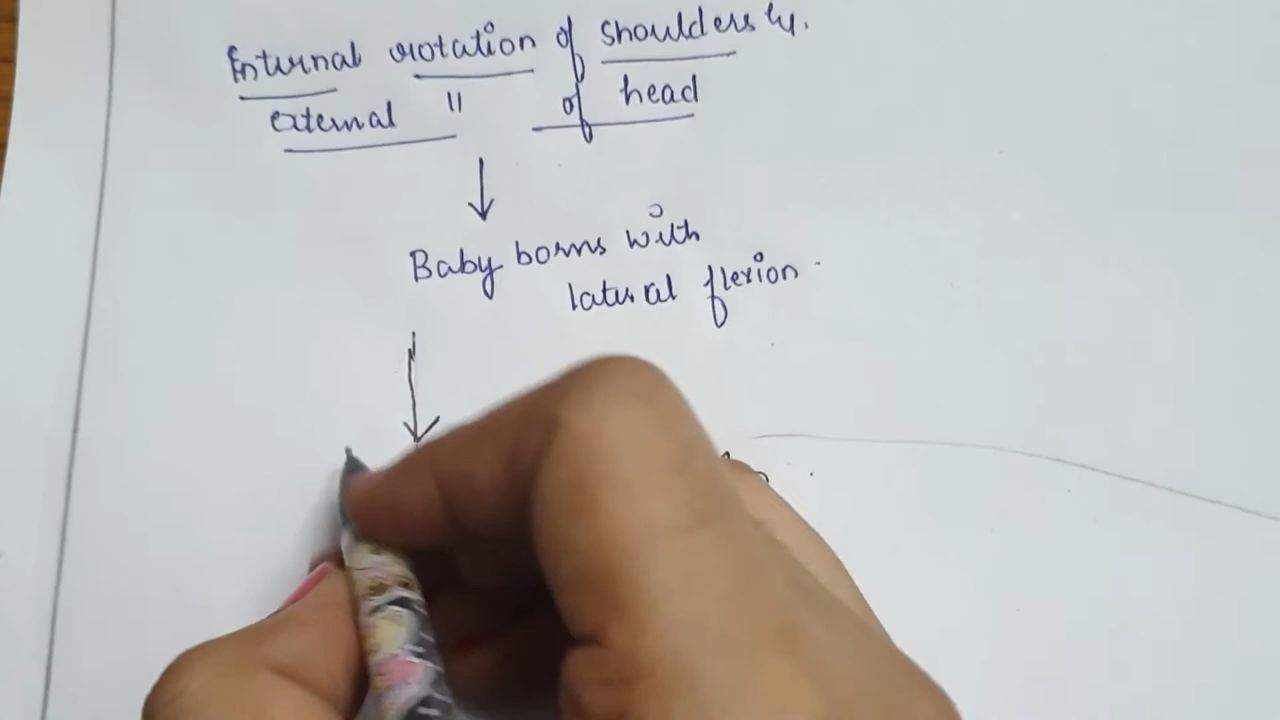 Internal rotation of shoulders &
external " of head
↓
Baby borns with
lateral flexion
↓